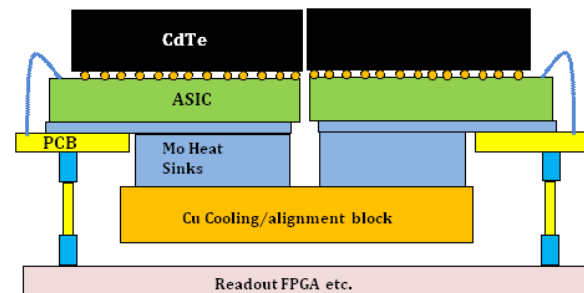 CdTe
ASIC
PCB
Mo Heat
Sinks
Cu Cooling/alignment block
Readout FPGA etc.